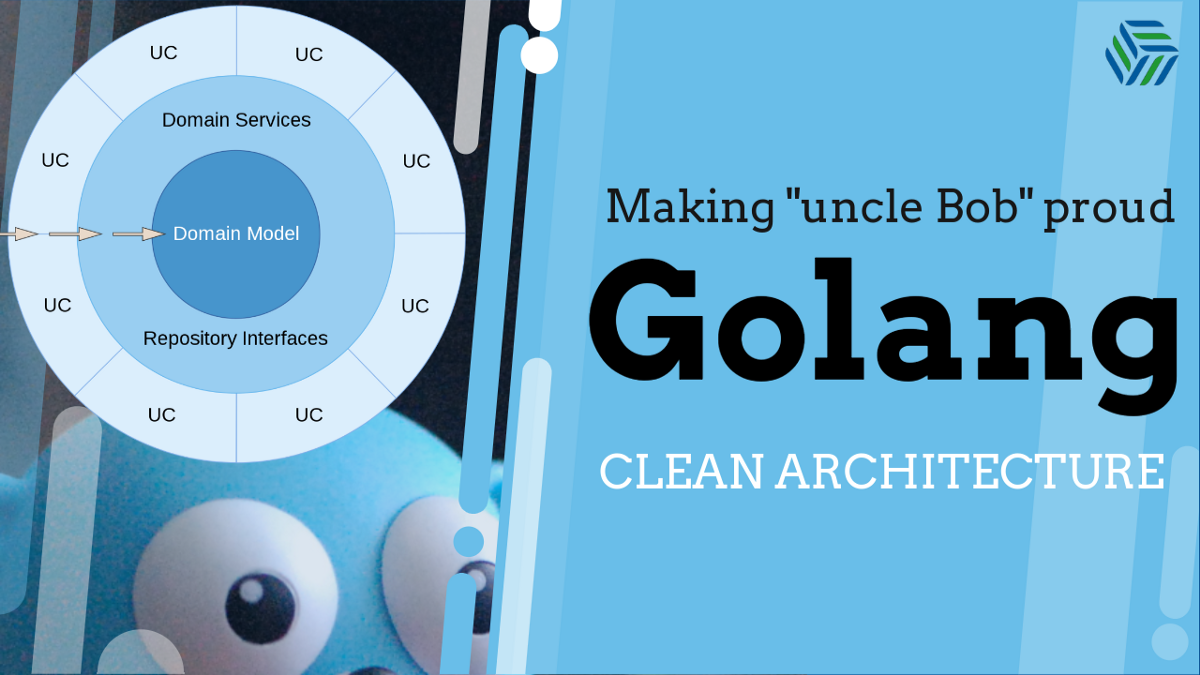 UC
UC
Domain Services
UC
UC
Domain Model
UC
UC
Repository Interfaces
UC
UC
Making "uncle Bob" proud
Golang
CLEAN ARCHITECTURE